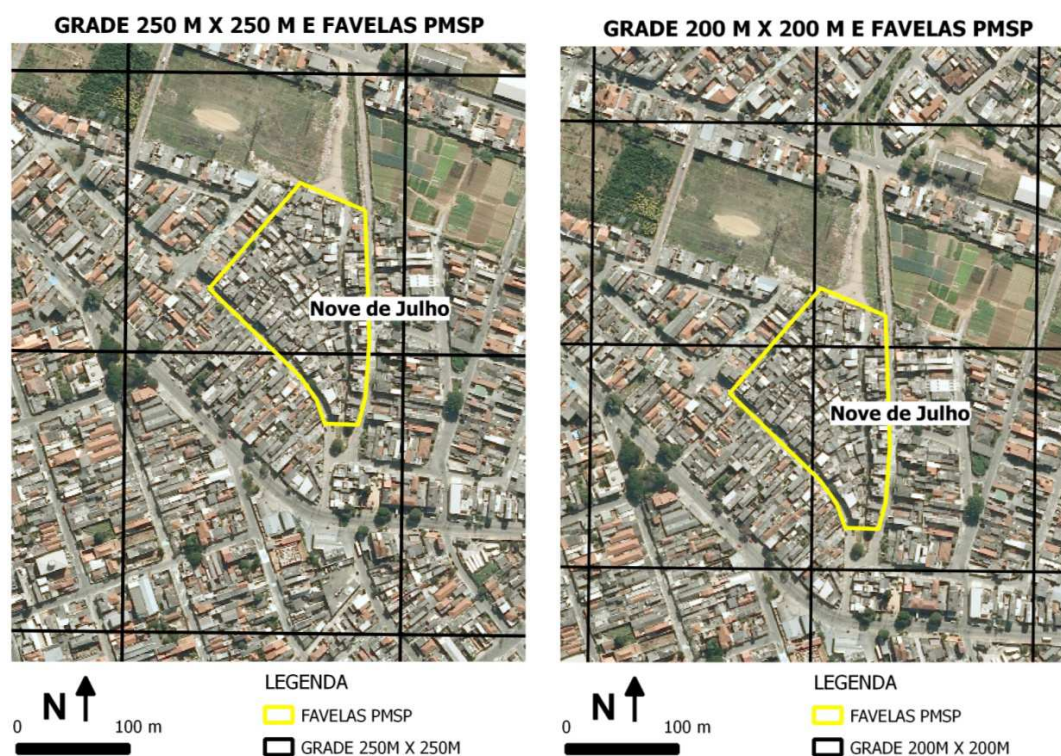 GRADE 250 M X 250 M E FAVELAS PMSP
Nove de Julho
N
0 100 m
LEGENDA
FAVELAS PMSP
GRADE 250M X 250M
GRADE 200 M X 200 M E FAVELAS PMSP
Nove de Julho
N
0 100 m
LEGENDA
FAVELAS PMSP
GRADE 200M X 200M